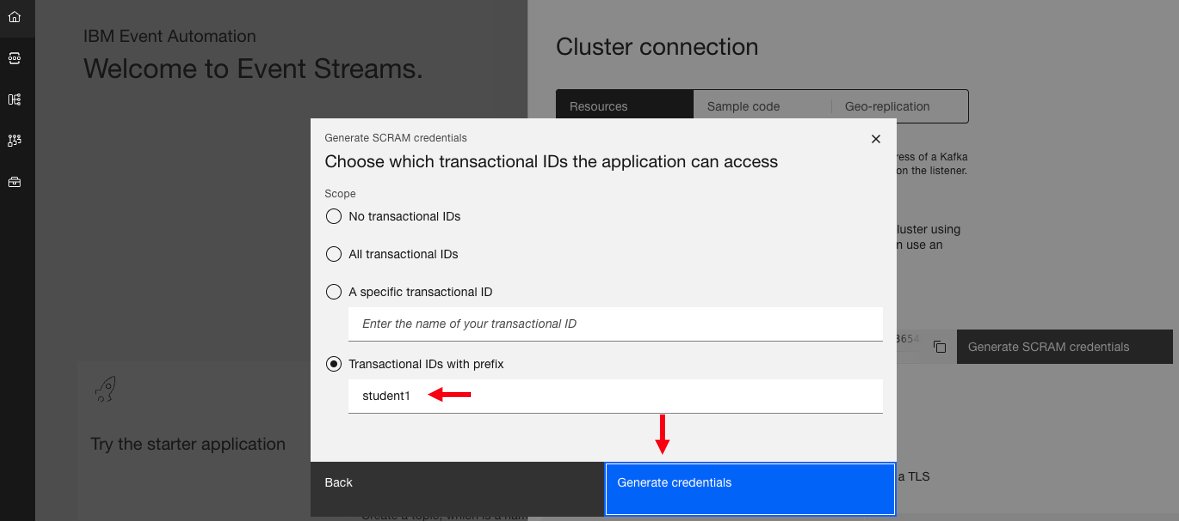 IBM Event Automation
Welcome to Event Streams.
Cluster connection
Resources
Sample code
Geo-replication
Generate SCRAM credentials
Choose which transactional IDs the application can access
ress of a Kafka
on the listener.
Scope
No transactional IDs
luster using
n use an
All transactional IDs
A specific transactional ID
Enter the name of your transactional ID
3654
Generate SCRAM credentials
Transactional IDs with prefix
student1
Try the starter application
a TLS
Back
Generate credentials